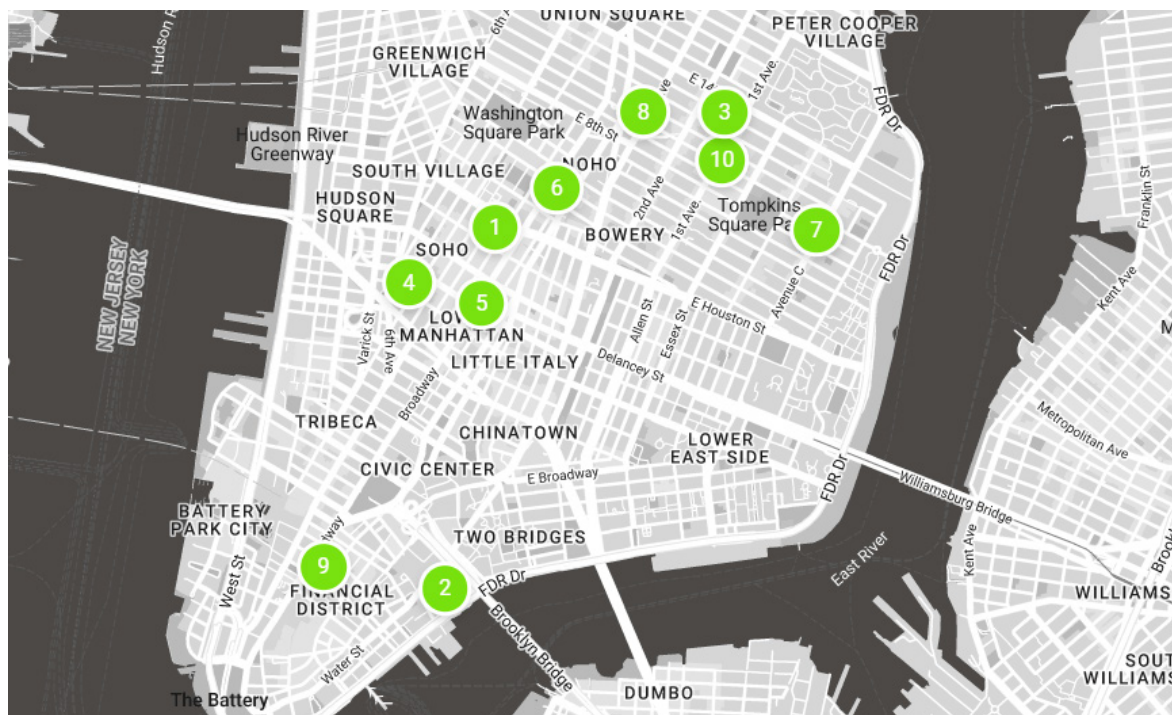 Hudson R
6th A
UNION SQUARE
PETER COOPER
VILLAGE
GREENWICH
VILLAGE
E 14
1st Ave.
FDR Dr
8
ve
3
Washington
Square Park
E 8th St
Hudson River
Greenway
10
NOHO
SOUTH VILLAGE
6
Franklin St
HUDSON
SQUARE
2nd Ave
1st Ave.
Tompkins
Square Pa
7
1
BOWERY
SOHO
FDR Dr
Kent Ave
4
5
NEW JERSEY
NEW YORK
Avenue C
LOW
MANHATTAN
Varick St
6th Ave
Allen St
Essex St
E Houston St
M
LITTLE ITALY
Delancey St
Broadway
TRIBECA
CHINATOWN
LOWER
EAST SIDE
Metropolitan Ave
CIVIC CENTER
E Broadway
FDR Dr
Williamsburg Bridge
BATTERY
PARK CITY
dway
TWO BRIDGES
Kent Ave
Brook
East River
West St
9
FINANCIAL
DISTRICT
2
FDR Dr
WILLIAMS
Brooklyn Bridge
Water St
SOUT
WILLIAMS
The Battery
DUMBO